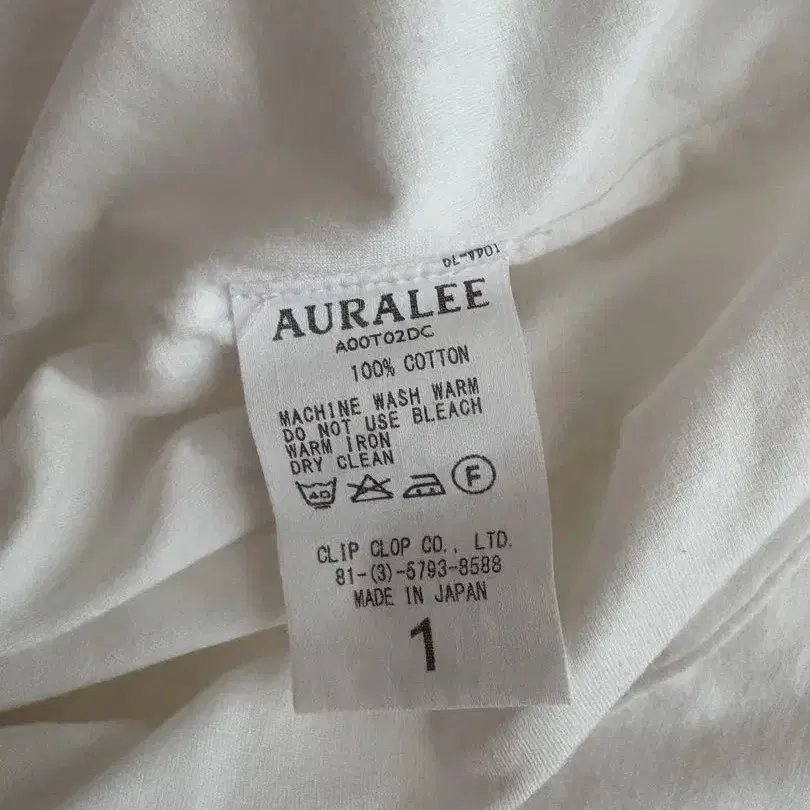 AURALEE
A00T02DC
100% COTTON
MACHINE WASH WARM
DO NOT USE BLEACH
WARM IRON
DRY CLEAN
40 F
CLIP CLOP CO., LTD.
81-(3)-5793-8588
MADE IN JAPAN
1